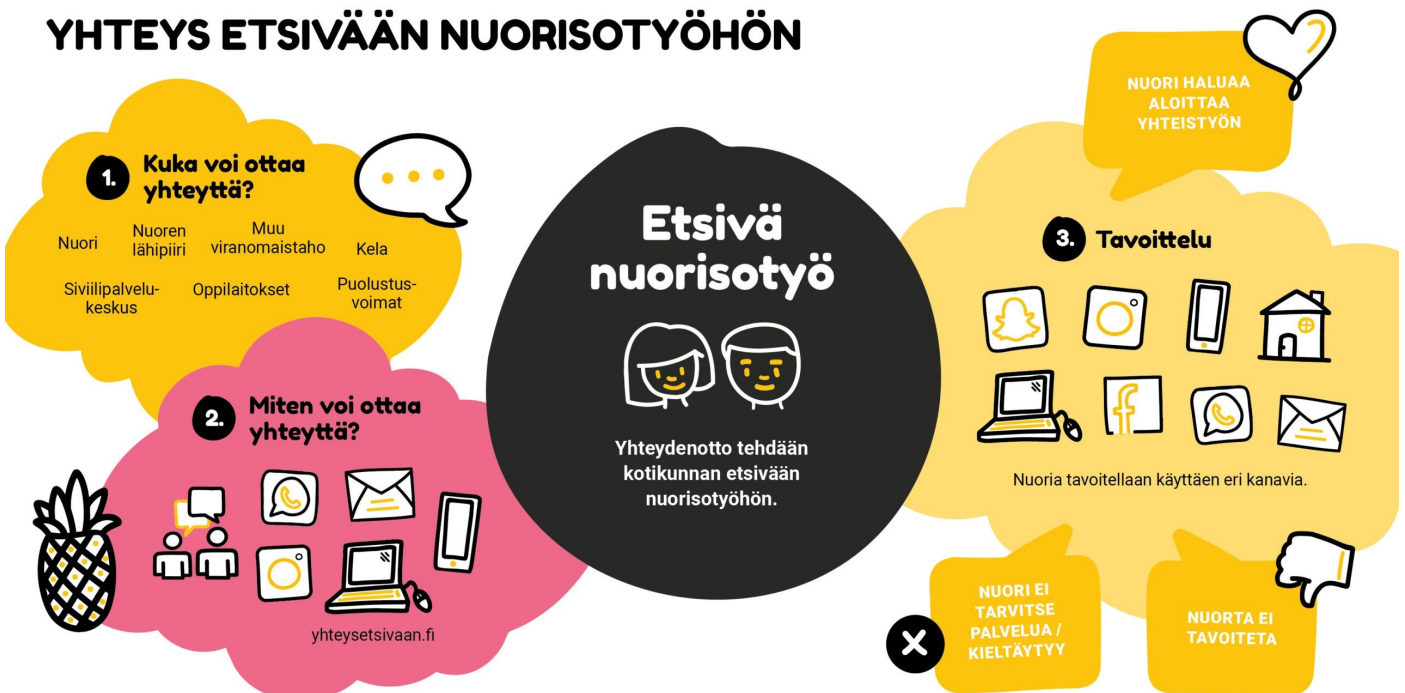 YHTEYS ETSIVÄÄN NUORISOTYÖHÖN
1.
Kuka voi ottaa
yhteyttä?
Nuori
Nuoren
lähipiiri
Muu
viranomaistaho
Kela
Siviilipalvelu-
keskus
Oppilaitokset
Puolustus-
voimat
2.
Miten voi ottaa
yhteyttä?
yhteysetsivaan.fi
Etsivä
nuorisotyö
Yhteydenotto tehdään
kotikunnan etsivään
nuorisotyöhön.
NUORI HALUAA
ALOITTAA
YHTEISTYÖN
3.
Tavoittelu
f
Nuoria tavoitellaan käyttäen eri kanavia.
NUORI EI
TARVITSE
PALVELUA /
KIELTÄYTYY
NUORTA EI
TAVOITETA